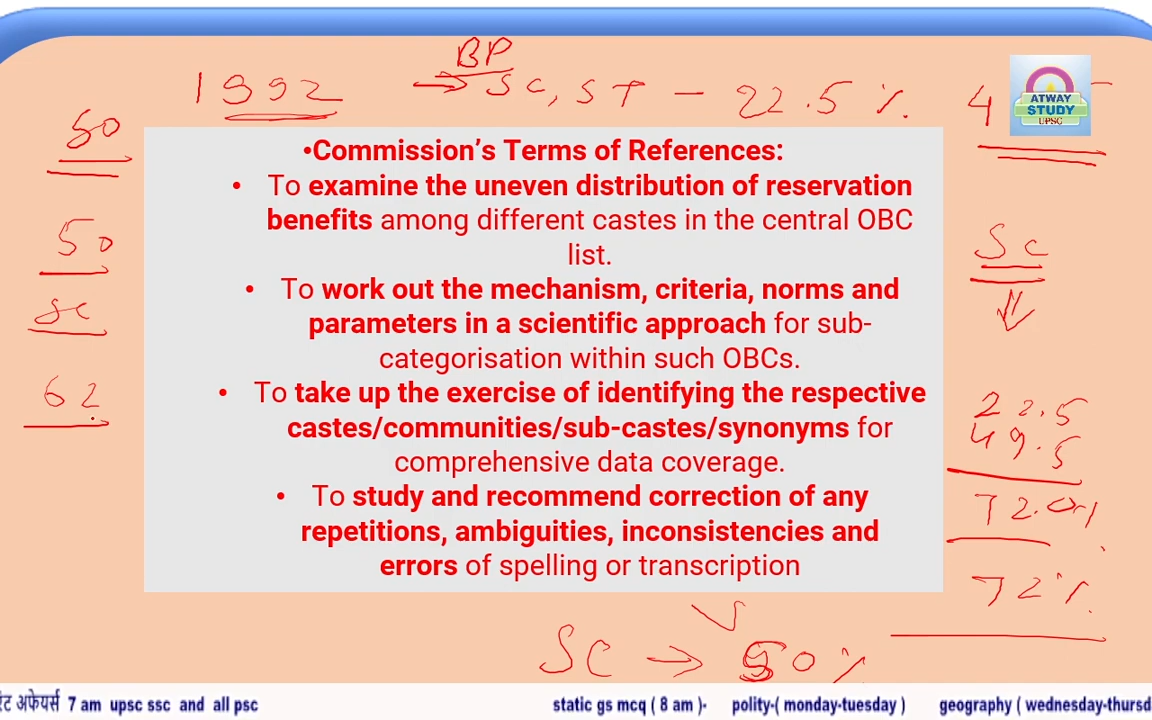 BP
1992 → SC, ST - 22.5 %. 4
ATWAY
STUDY
UPSC
50
•Commission's Terms of References:
• To examine the uneven distribution of reservation
benefits among different castes in the central OBC
list.
50
SC
SC
• To work out the mechanism, criteria, norms and
parameters in a scientific approach for sub-
categorisation within such OBCs.
62
• To take up the exercise of identifying the respective
castes/communities/sub-castes/synonyms for
comprehensive data coverage.
22.5
49.5
72.0%
• To study and recommend correction of any
repetitions, ambiguities, inconsistencies and
errors of spelling or transcription
72%
SC → 50%
रेंट अफेयर्स 7 am upsc ssc and all psc static gs mcq ( 8 am )- polity-( monday-tuesday ) geography ( wednesday-thursd